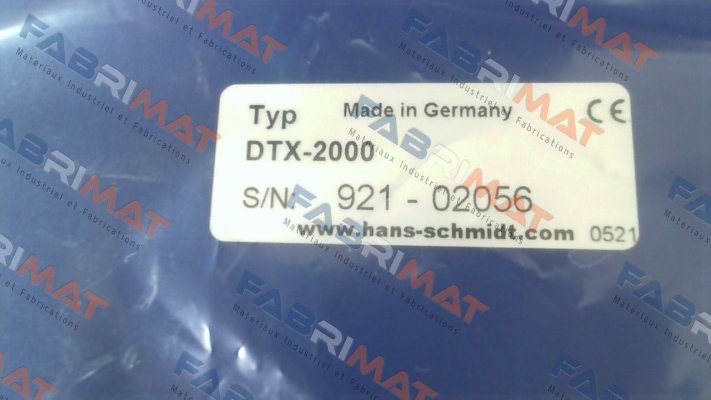 Typ Made in Germany CE
DTX-2000
S/N: 921 - 02056
www.hans-schmidt.com 0521
FABRIMAT
Materiaux Industriel et Fabrications